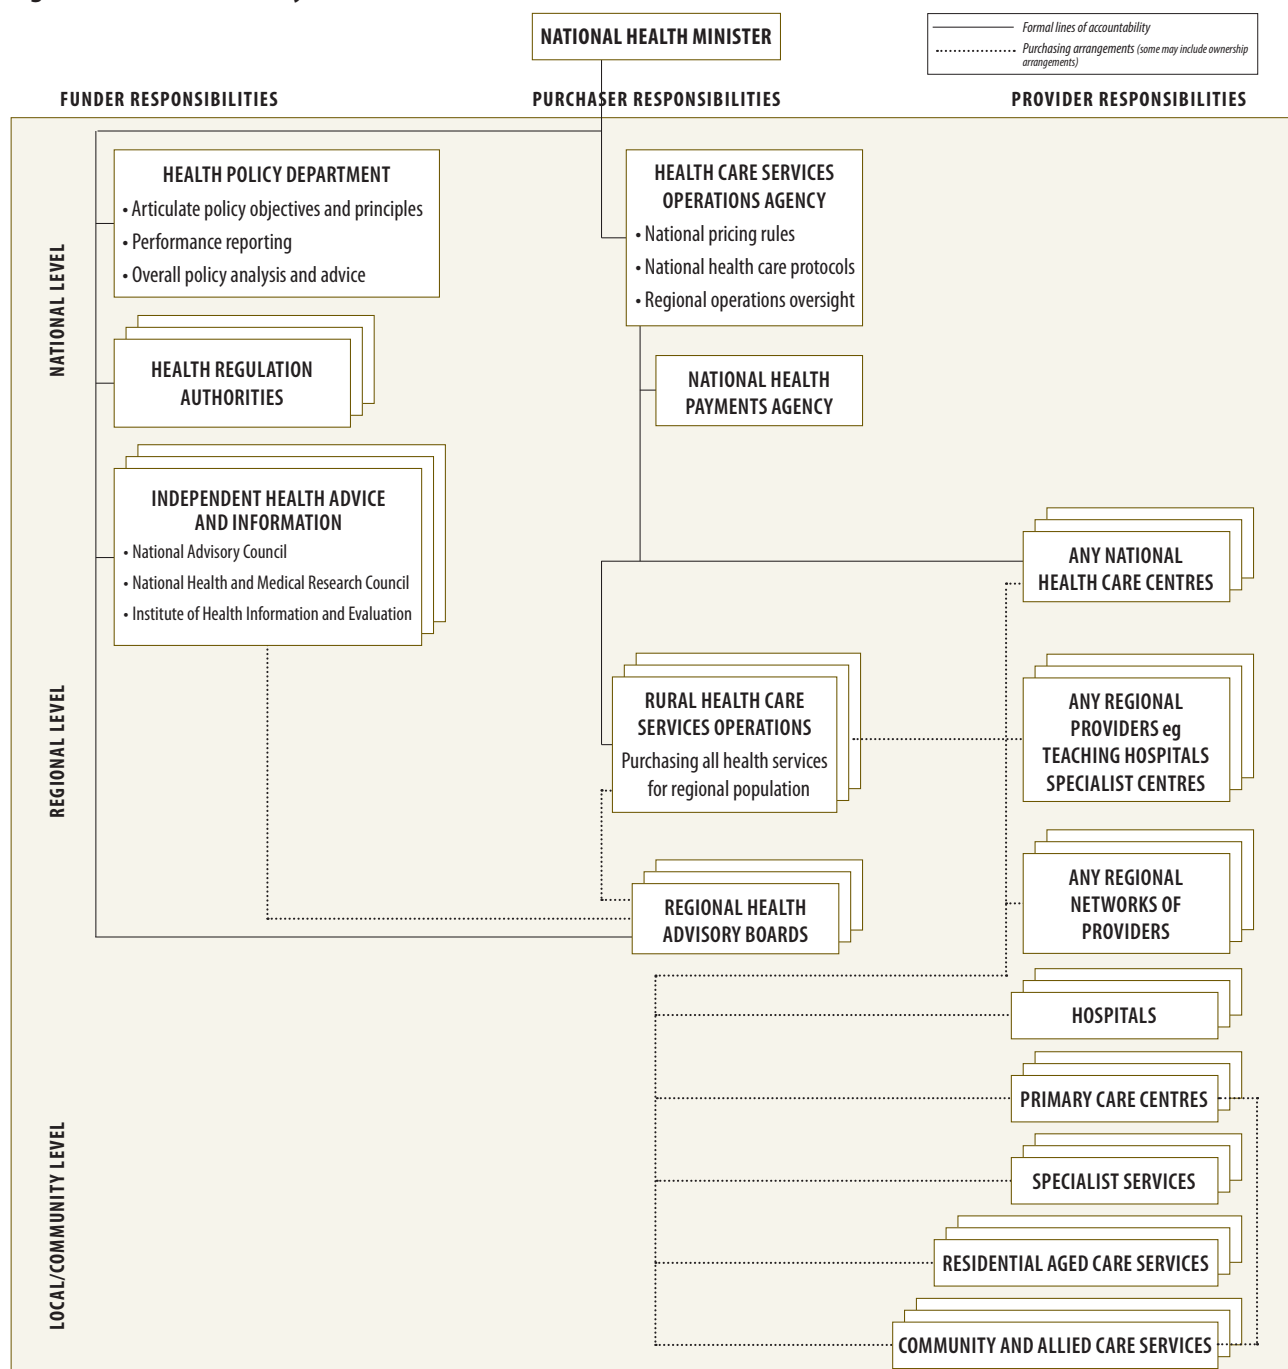 NATIONAL HEALTH MINISTER
Formal lines of accountability
Purchasing arrangements (some may include ownership
arrangements)
FUNDER RESPONSIBILITIES
PURCHASER RESPONSIBILITIES
PROVIDER RESPONSIBILITIES
NATIONAL LEVEL
HEALTH POLICY DEPARTMENT
• Articulate policy objectives and principles
• Performance reporting
• Overall policy analysis and advice
HEALTH CARE SERVICES
OPERATIONS AGENCY
• National pricing rules
• National health care protocols
• Regional operations oversight
HEALTH REGULATION
AUTHORITIES
NATIONAL HEALTH
PAYMENTS AGENCY
INDEPENDENT HEALTH ADVICE
AND INFORMATION
• National Advisory Council
• National Health and Medical Research Council
• Institute of Health Information and Evaluation
ANY NATIONAL
HEALTH CARE CENTRES
REGIONAL LEVEL
RURAL HEALTH CARE
SERVICES OPERATIONS
Purchasing all health services
for regional population
ANY REGIONAL
PROVIDERS eg
TEACHING HOSPITALS
SPECIALIST CENTRES
REGIONAL HEALTH
ADVISORY BOARDS
ANY REGIONAL
NETWORKS OF
PROVIDERS
LOCAL/COMMUNITY LEVEL
HOSPITALS
PRIMARY CARE CENTRES
SPECIALIST SERVICES
RESIDENTIAL AGED CARE SERVICES
COMMUNITY AND ALLIED CARE SERVICES